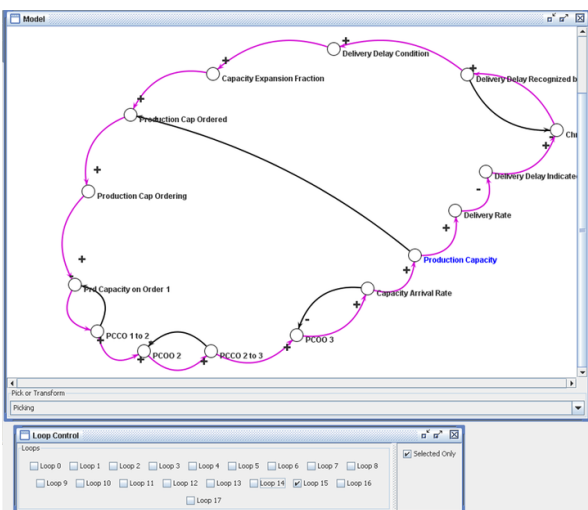 Model
Delivery Delay Condition
Capacity Expansion Fraction
Delivery Delay Recognized b
Production Cap Ordered
Chr
Delivery Delay Indicate
Production Cap Ordering
Delivery Rate
Production Capacity
Prd Capacity on Order 1
Capacity Arrival Rate
PCCO 1 to 2
PCOO 3
PCOO 2
PCCO 2 to 3
Pick or Transform
Picking
Loop Control
Loops
Selected Only
Loop 0 Loop 1 Loop 2 Loop 3 Loop 4 Loop 5 Loop 6 Loop 7 Loop 8
Loop 9 Loop 10 Loop 11 Loop 12 Loop 13 Loop 14 Loop 15 Loop 16
Loop 17